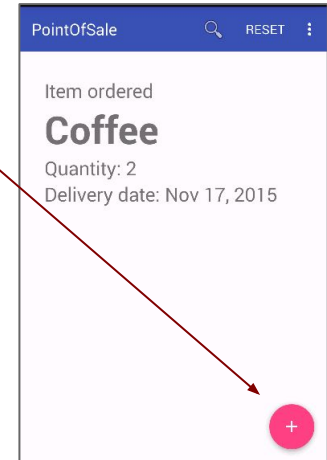 PointOfSale RESET
Item ordered
Coffee
Quantity: 2
Delivery date: Nov 17, 2015
+